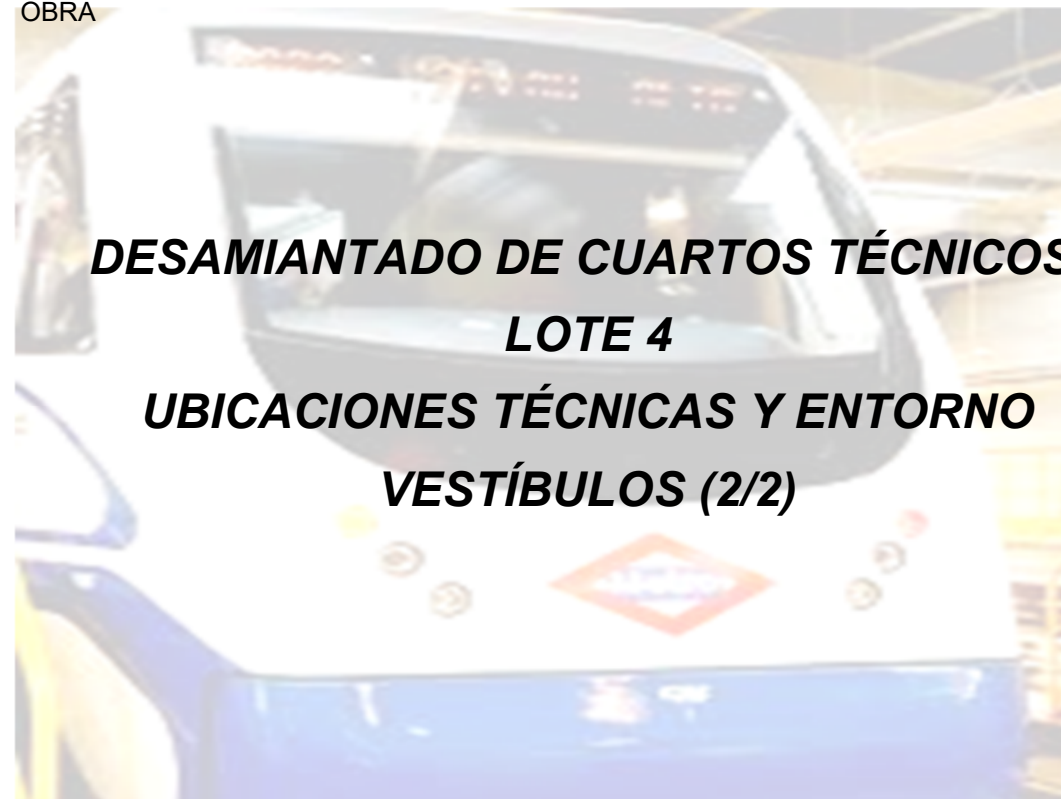 OBRA
DESAMIANTADO DE CUARTOS TÉCNICOS
LOTE 4
UBICACIONES TÉCNICAS Y ENTORNO
VESTÍBULOS (2/2)